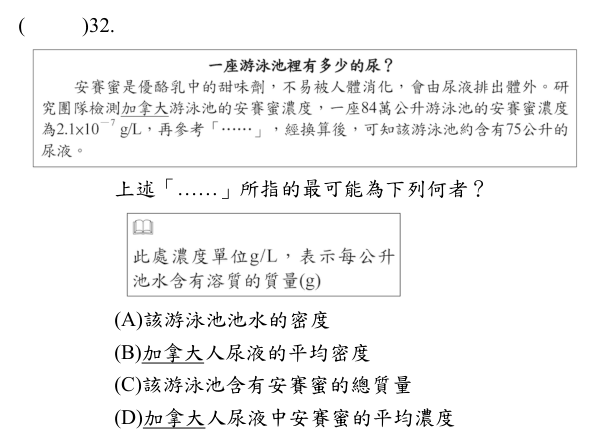 (　　)32.
一座游泳池裡有多少的尿？
安賽蜜是優酪乳中的甜味劑，不易被人體消化，會由尿液排出體外。研
究團隊檢測加拿大游泳池的安賽蜜濃度，一座84萬公升游泳池的安賽蜜濃度
為2.1x10⁻⁷ g/L，再參考「⋯⋯」，經換算後，可知該游泳池約含有75公升的
尿液。
上述「……」所指的最可能為下列何者？
此處濃度單位g/L，表示每公升
池水含有溶質的質量(g)
(A)該游泳池池水的密度
(B)加拿大人尿液的平均密度
(C)該游泳池含有安賽蜜的總質量
(D)加拿大人尿液中安賽蜜的平均濃度